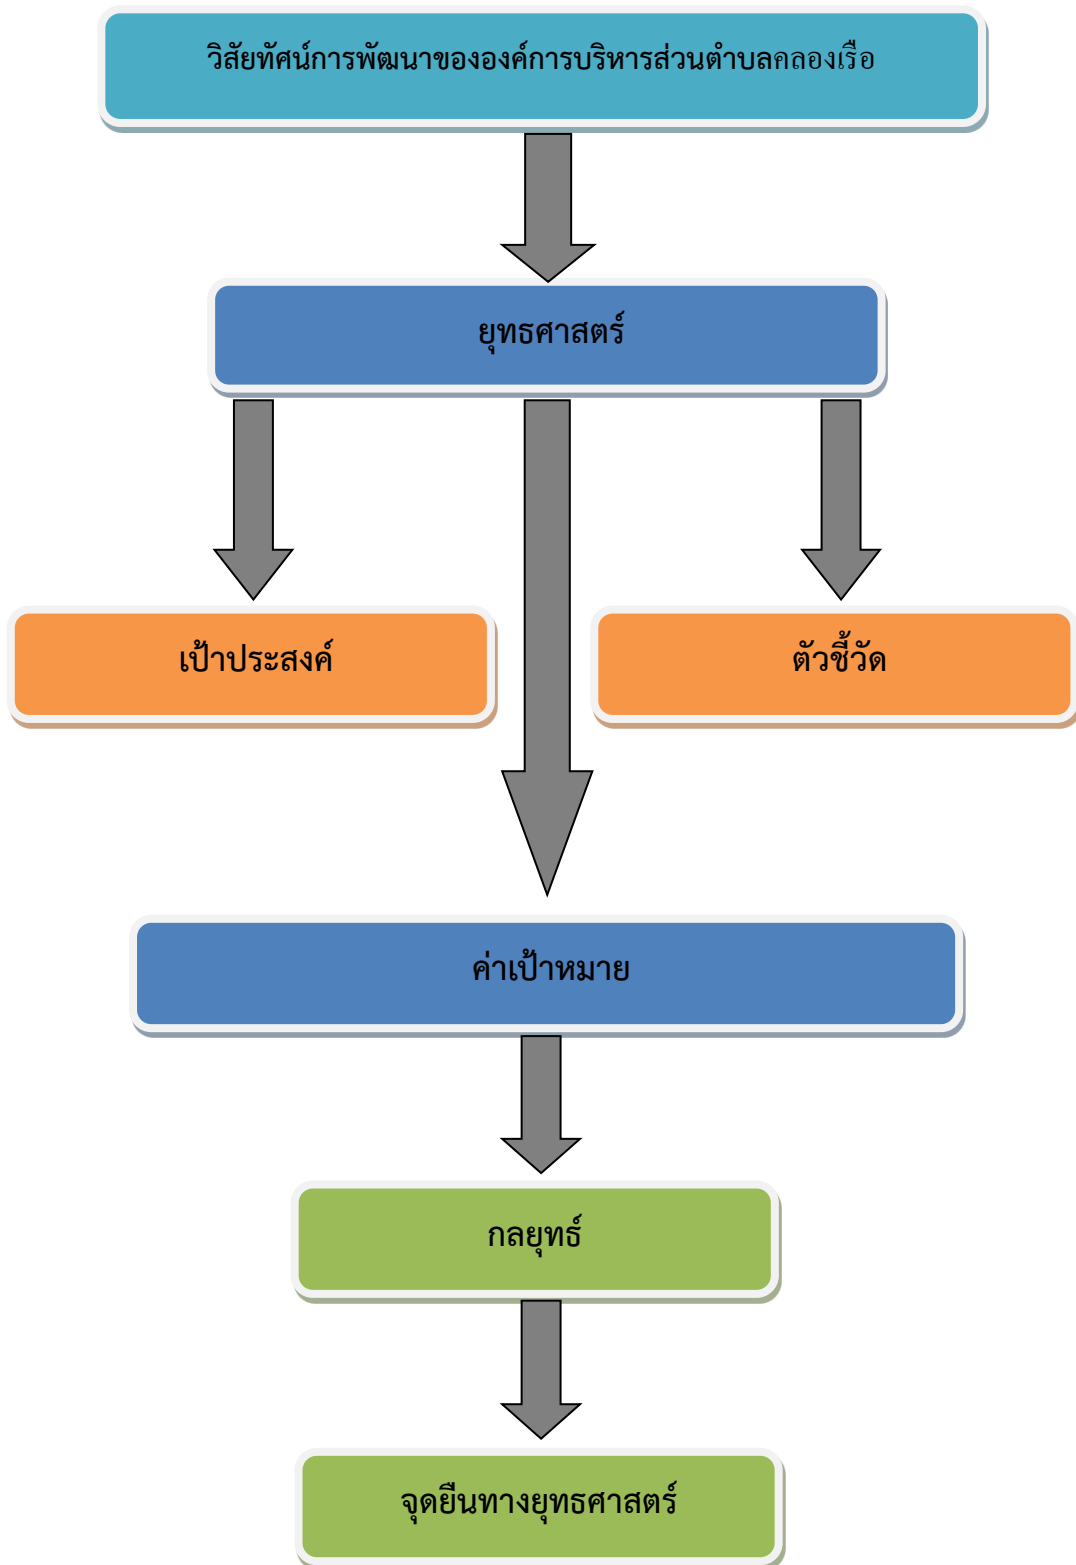 วิสัยทัศน์การพัฒนาขององค์การบริหารส่วนตำบลคลองเรือ
ยุทธศาสตร์
เป้าประสงค์
ตัวชี้วัด
ค่าเป้าหมาย
กลยุทธ์
จุดยืนทางยุทธศาสตร์